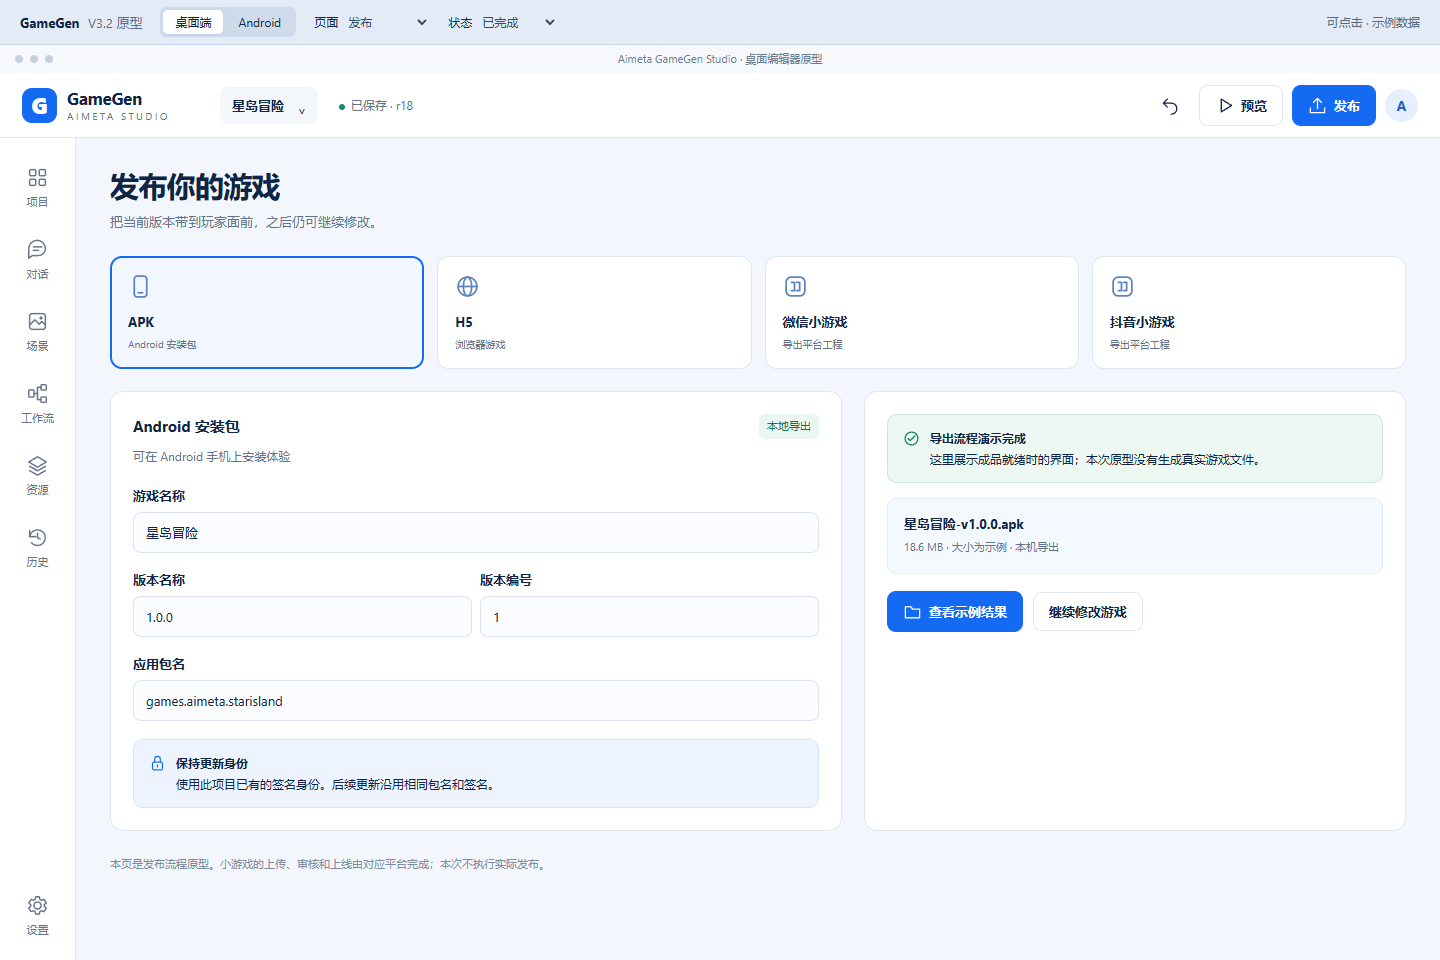 GameGen V3.2 原型 桌面端 Android 页面 发布 状态 已完成 可点击 · 示例数据
Aimeta GameGen Studio · 桌面编辑器原型
G GameGen
AIMETA STUDIO
星岛冒险 已保存 · r18 预览 发布 A
项目
对话
场景
工作流
资源
历史
设置
发布你的游戏
把当前版本带到玩家面前，之后仍可继续修改。
APK
Android 安装包
H5
浏览器游戏
微信小游戏
导出平台工程
抖音小游戏
导出平台工程
Android 安装包 本地导出
可在 Android 手机上安装体验
游戏名称
星岛冒险
版本名称 版本编号
1.0.0 1
应用包名
games.aimeta.starisland
保持更新身份
使用此项目已有的签名身份。后续更新沿用相同包名和签名。
导出流程演示完成
这里展示成品就绪时的界面；本次原型没有生成真实游戏文件。
星岛冒险-v1.0.0.apk
18.6 MB · 大小为示例 · 本机导出
查看示例结果 继续修改游戏
本页是发布流程原型。小游戏的上传、审核和上线由对应平台完成；本次不执行实际发布。